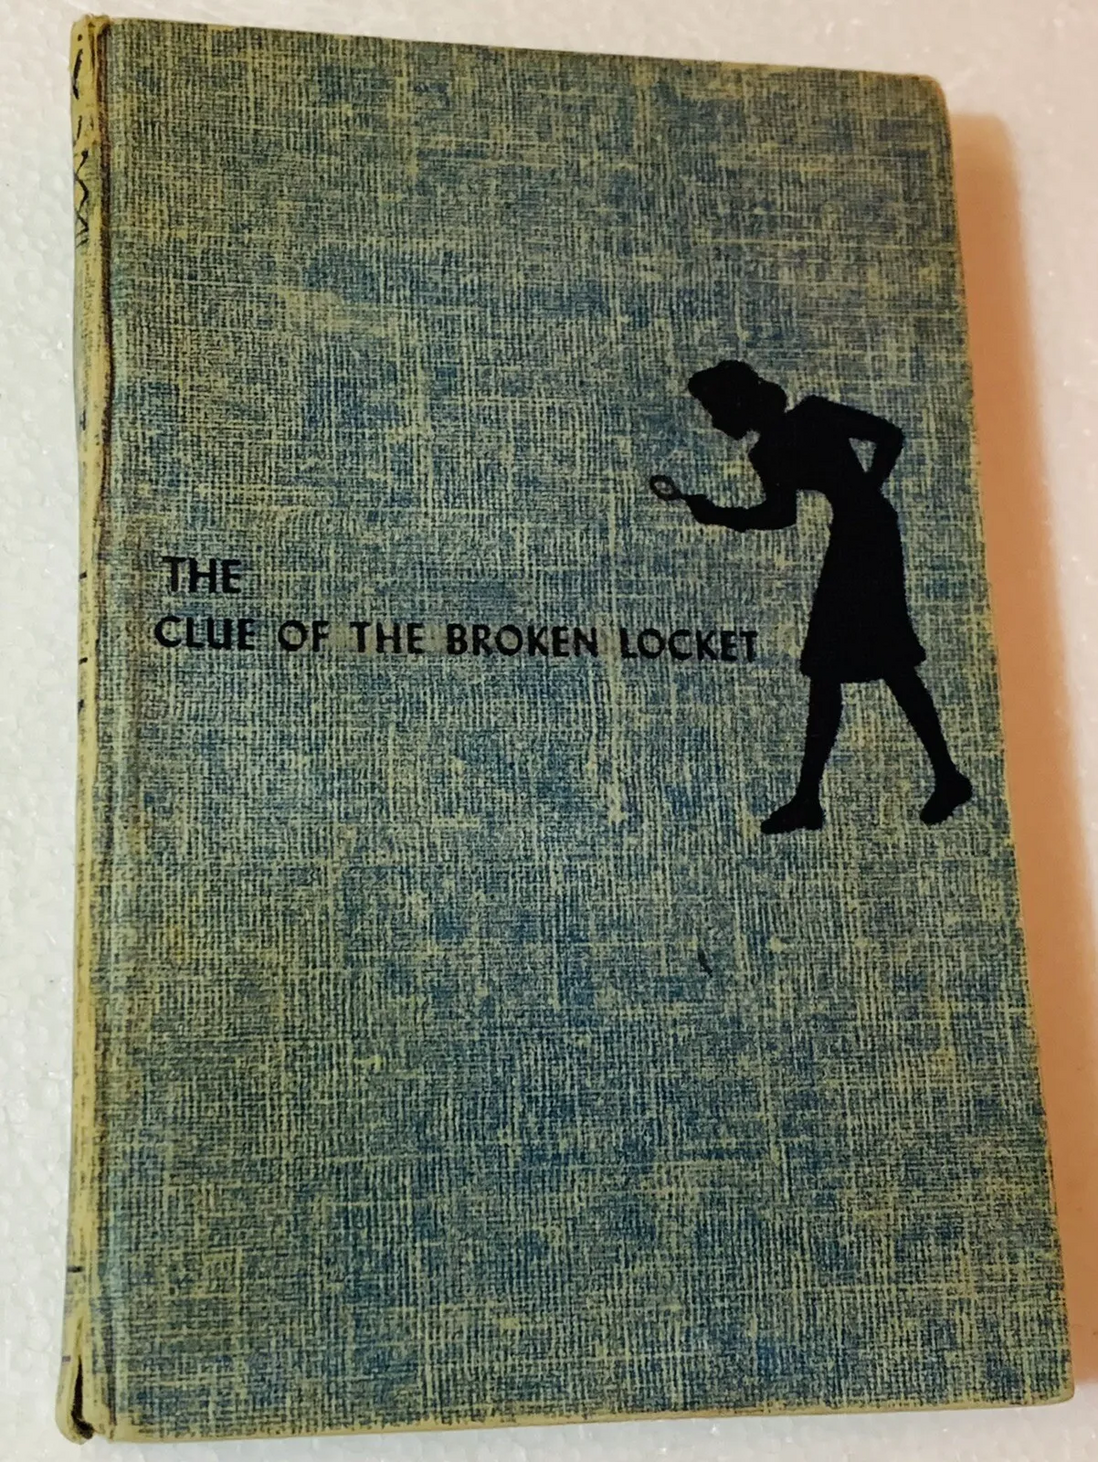 THE
CLUE OF THE BROKEN LOCKET